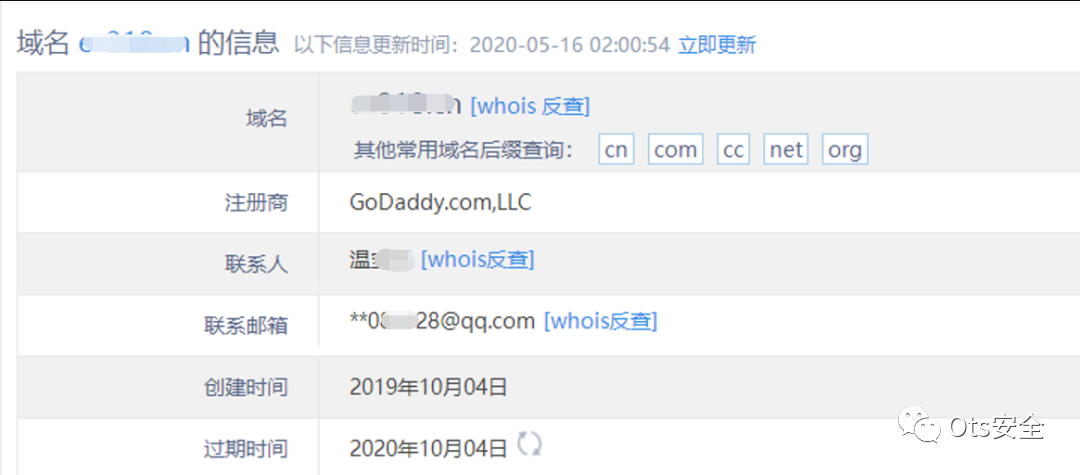 域名 的信息 以下信息更新时间：2020-05-16 02:00:54 立即更新
域名
[whois 反查]
其他常用域名后缀查询： cn com cc net org
注册商 GoDaddy.com,LLC
联系人 温 [whois反查]
联系邮箱 **0 28@qq.com [whois反查]
创建时间 2019年10月04日
过期时间 2020年10月04日
Ots安全